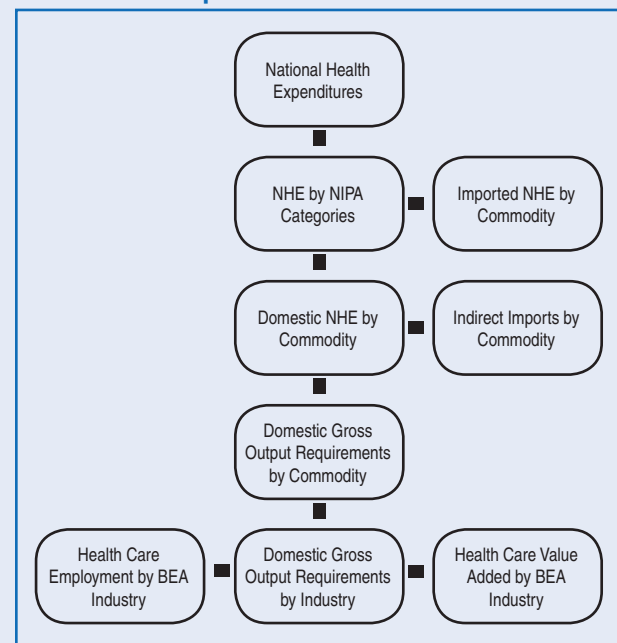 National Health
Expenditures
NHE by NIPA
Categories
Imported NHE by
Commodity
Domestic NHE by
Commodity
Indirect Imports by
Commodity
Domestic Gross
Output Requirements
by Commodity
Health Care
Employment by BEA
Industry
Domestic Gross
Output Requirements
by Industry
Health Care Value
Added by BEA
Industry